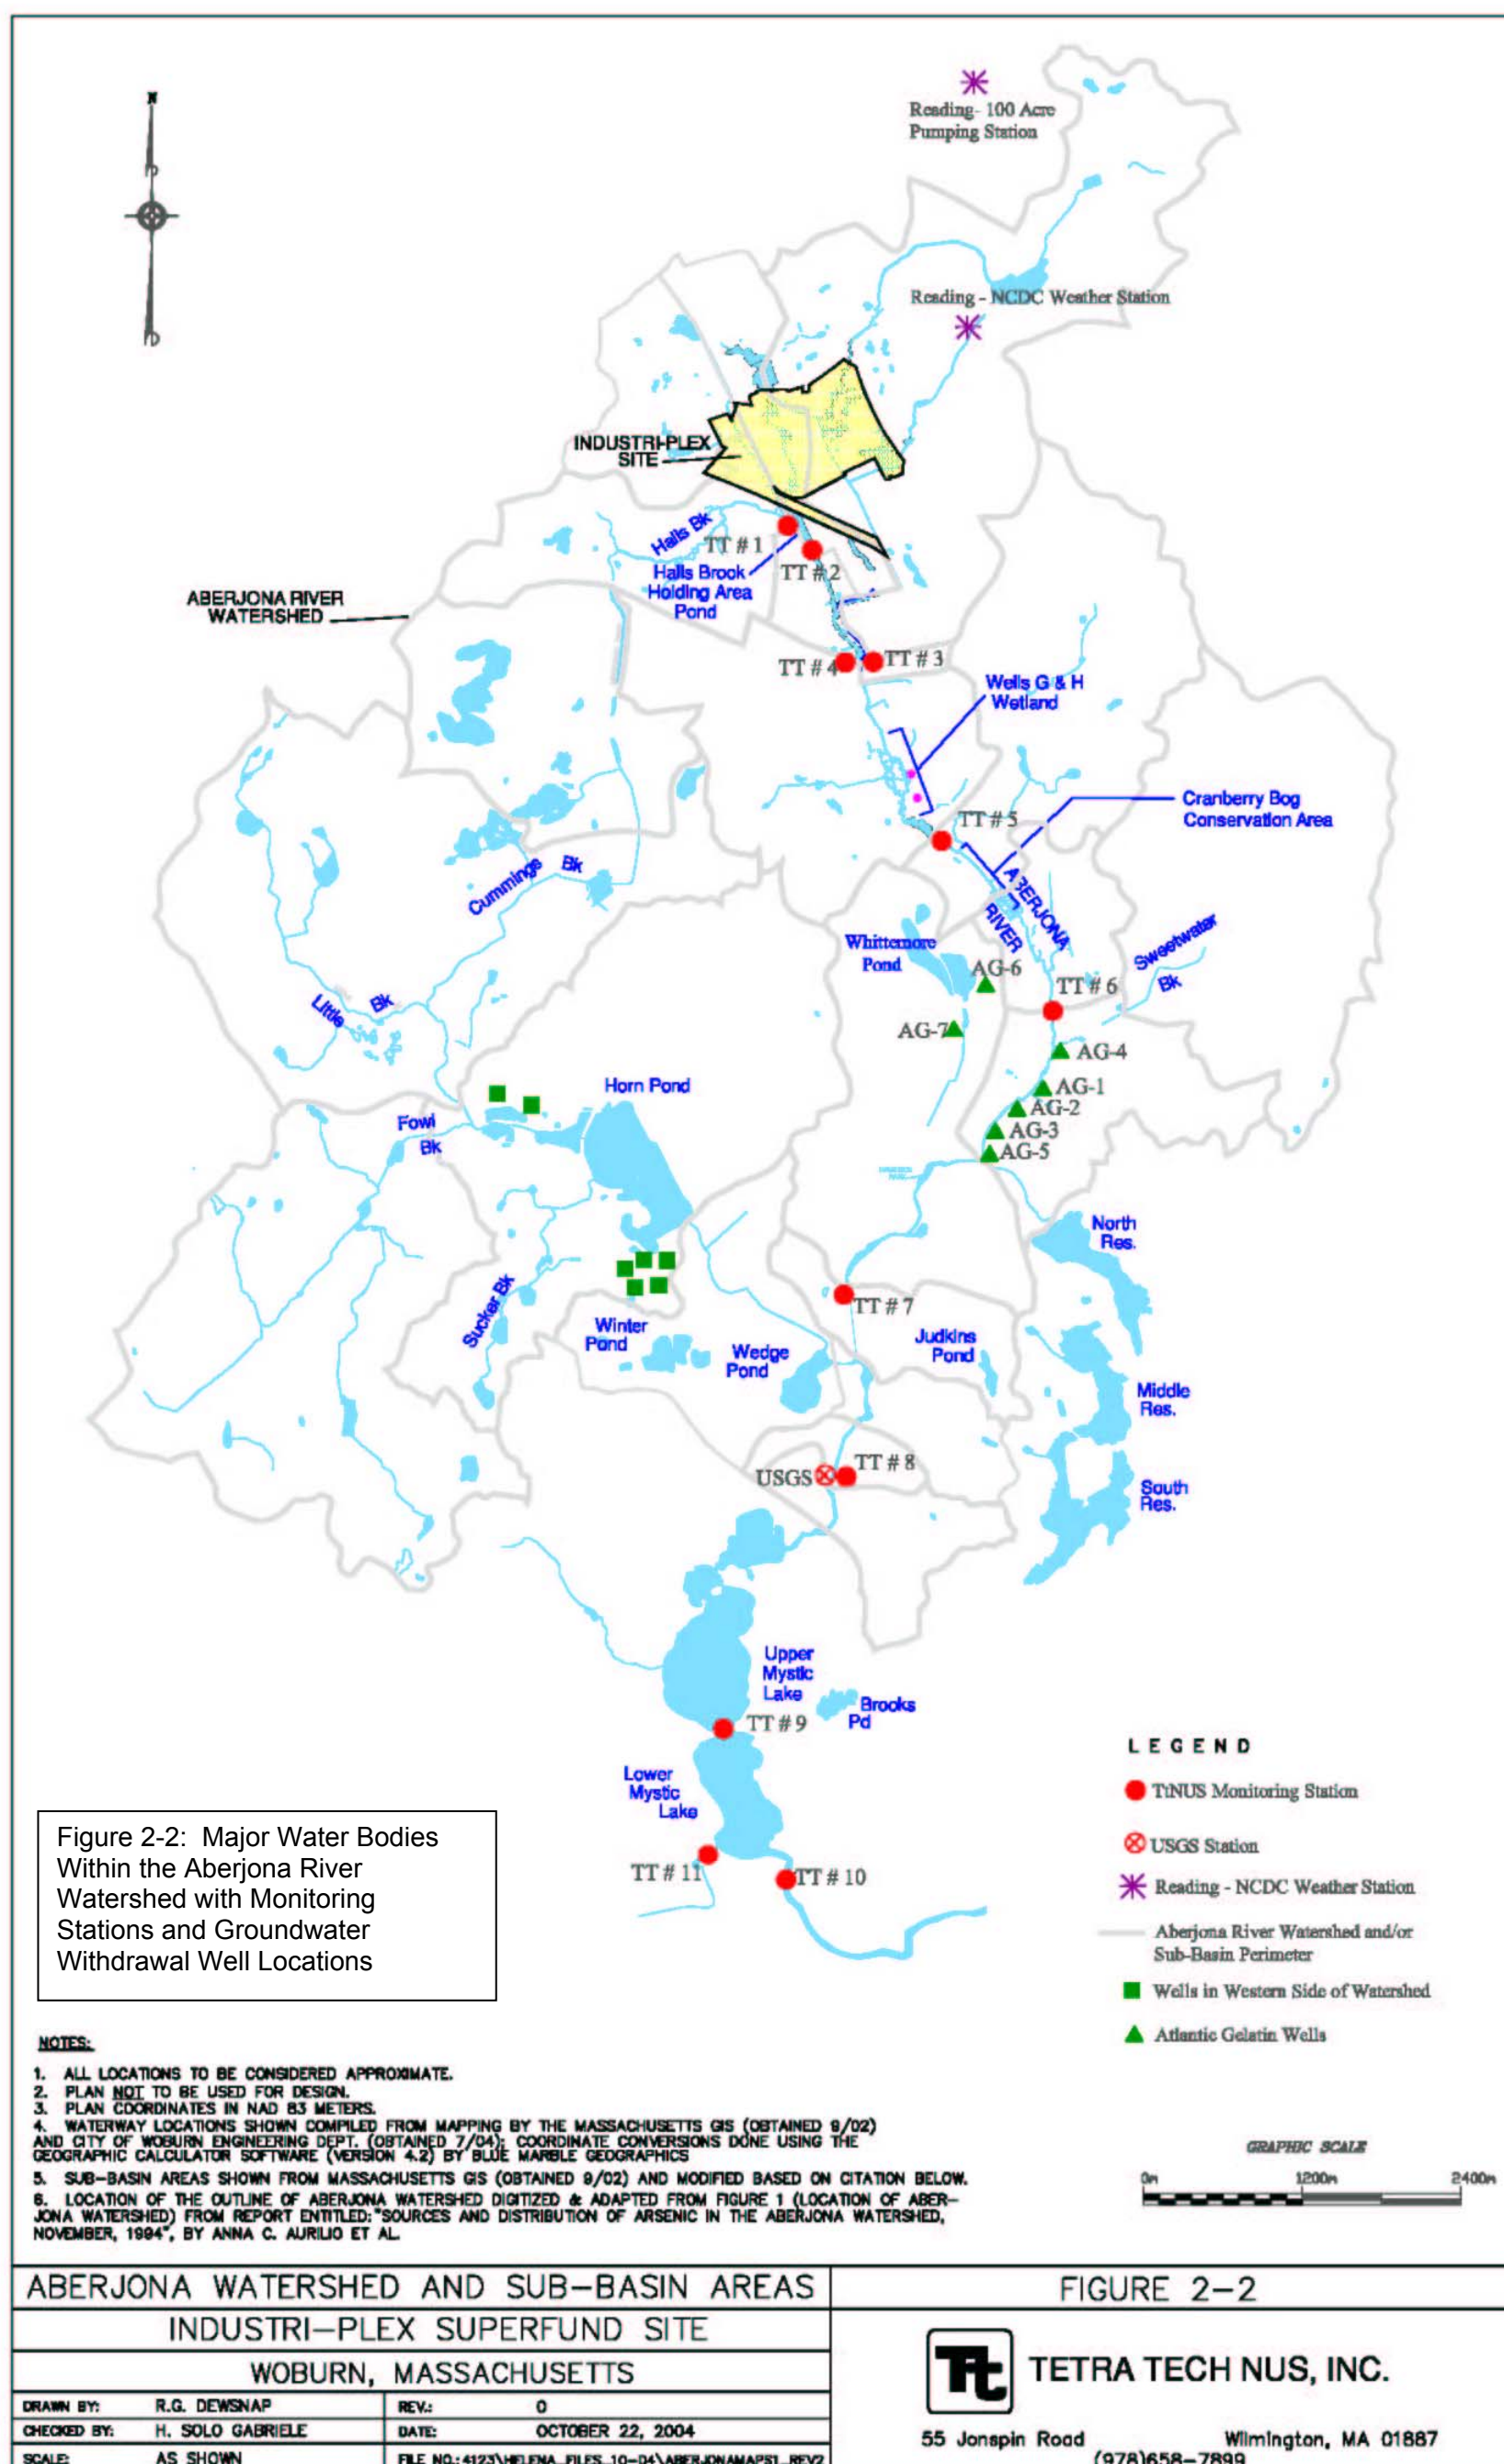 N
Reading- 100 Acre
Pumping Station
Reading - NCDC Weather Station
INDUSTRI-PLEX
SITE
Halls Bk
TT # 1
TT # 2
Halls Brook
Holding Area
Pond
ABERJONA RIVER
WATERSHED
TT # 4
TT # 3
Wells G & H
Wetland
Cranberry Bog
Conservation Area
TT # 5
Cummings Bk
ABERJONA
RIVER
Whittemore
Pond
Sweetwater
Bk
AG-6
TT # 6
Little Bk
AG-7
AG-4
Horn Pond
AG-1
AG-2
Fowl
Bk
AG-3
AG-5
North
Res.
Sucker Bk
TT # 7
Winter
Pond
Wedge
Pond
Judkins
Pond
Middle
Res.
USGS
TT # 8
South
Res.
Upper
Mystic
Lake
Brooks
Pd
TT # 9
Lower
Mystic
Lake
TT # 11
TT # 10
LEGEND
TtNUS Monitoring Station
USGS Station
Reading - NCDC Weather Station
Aberjona River Watershed and/or
Sub-Basin Perimeter
Wells in Western Side of Watershed
Atlantic Gelatin Wells
Figure 2-2: Major Water Bodies
Within the Aberjona River
Watershed with Monitoring
Stations and Groundwater
Withdrawal Well Locations
NOTES:
1. ALL LOCATIONS TO BE CONSIDERED APPROXIMATE.
2. PLAN NOT TO BE USED FOR DESIGN.
3. PLAN COORDINATES IN NAD 83 METERS.
4. WATERWAY LOCATIONS SHOWN COMPILED FROM MAPPING BY THE MASSACHUSETTS GIS (OBTAINED 9/02)
AND CITY OF WOBURN ENGINEERING DEPT. (OBTAINED 7/04); COORDINATE CONVERSIONS DONE USING THE
GEOGRAPHIC CALCULATOR SOFTWARE (VERSION 4.2) BY BLUE MARBLE GEOGRAPHICS
5. SUB-BASIN AREAS SHOWN FROM MASSACHUSETTS GIS (OBTAINED 9/02) AND MODIFIED BASED ON CITATION BELOW.
6. LOCATION OF THE OUTLINE OF ABERJONA WATERSHED DIGITIZED & ADAPTED FROM FIGURE 1 (LOCATION OF ABER-
JONA WATERSHED) FROM REPORT ENTITLED: "SOURCES AND DISTRIBUTION OF ARSENIC IN THE ABERJONA WATERSHED,
NOVEMBER, 1994", BY ANNA C. AURILIO ET AL.
GRAPHIC SCALE
0m 1200m 2400m
ABERJONA WATERSHED AND SUB-BASIN AREAS
INDUSTRI-PLEX SUPERFUND SITE
WOBURN, MASSACHUSETTS
DRAWN BY: R.G. DEWSNAP REV.: 0
CHECKED BY: H. SOLO GABRIELE DATE: OCTOBER 22, 2004
SCALE: AS SHOWN FILE NO.: 4123\HELENA_FILES_10-04\ABERJONAMAPS1_REV2
FIGURE 2-2
Tt
TETRA TECH NUS, INC.
55 Jonspin Road Wilmington, MA 01887
(978)658-7899